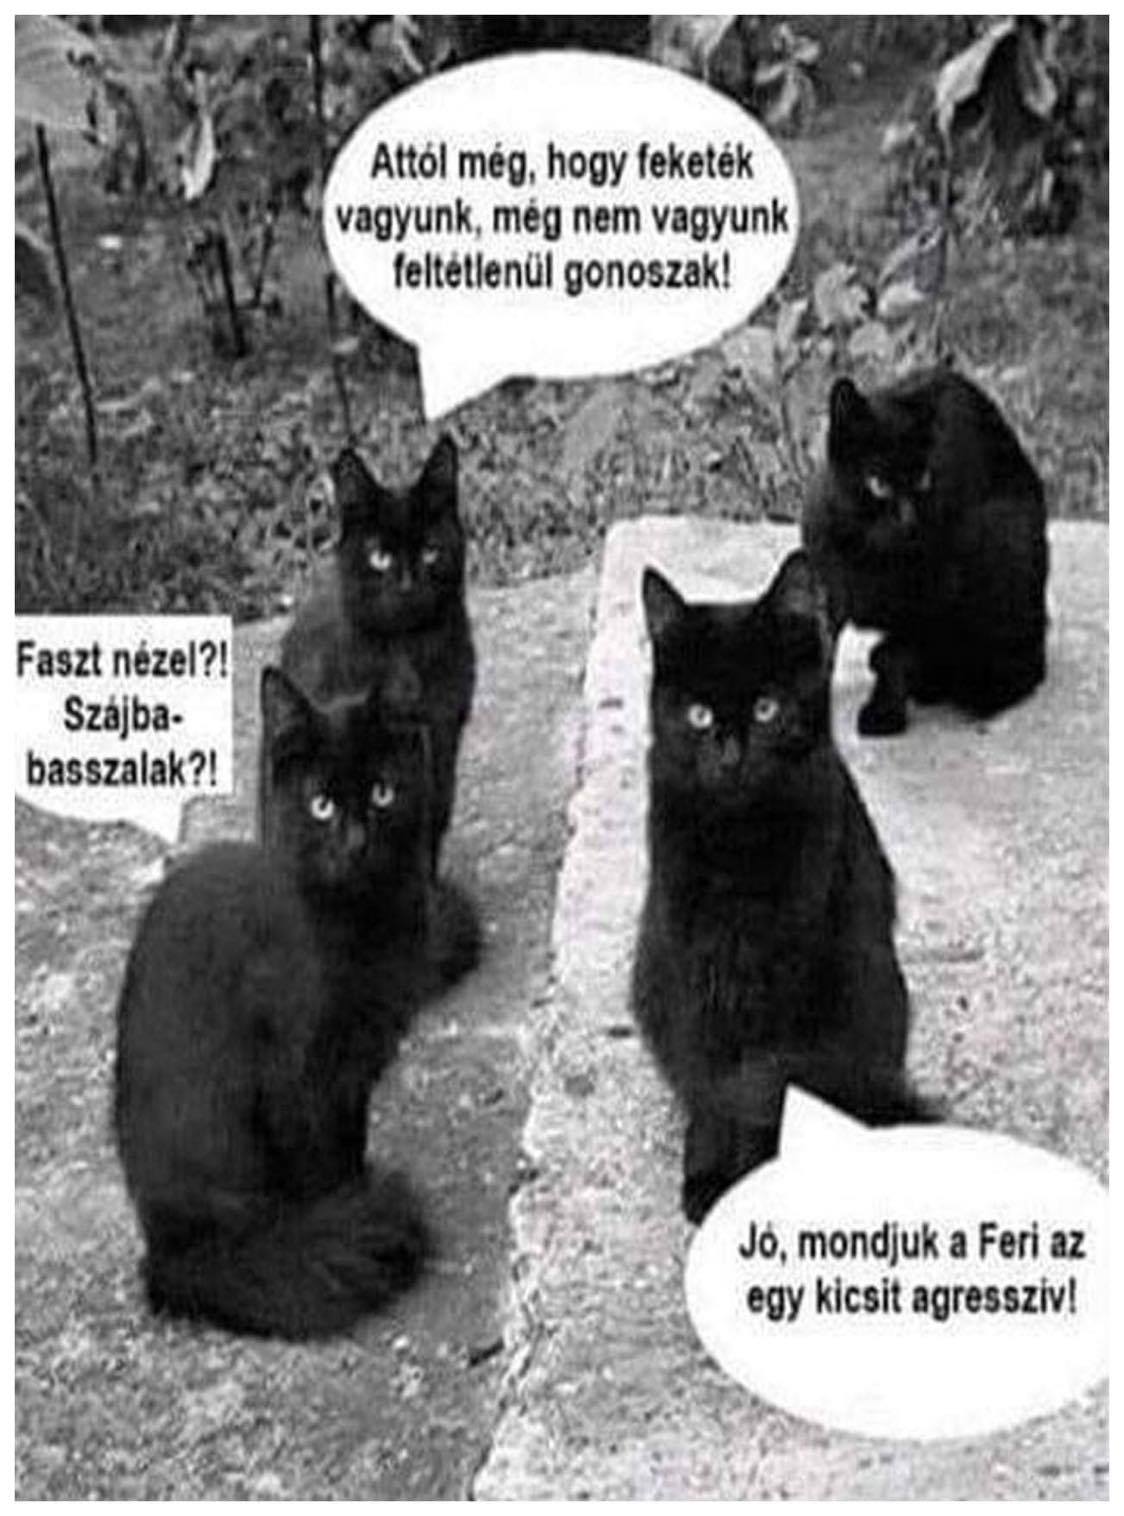 Attól még, hogy feketék
vagyunk, még nem vagyunk
feltétlenül gonoszak!
Faszt nézel?!
Szájba-
basszalak?!
Jó, mondjuk a Feri az
egy kicsit agressziv!